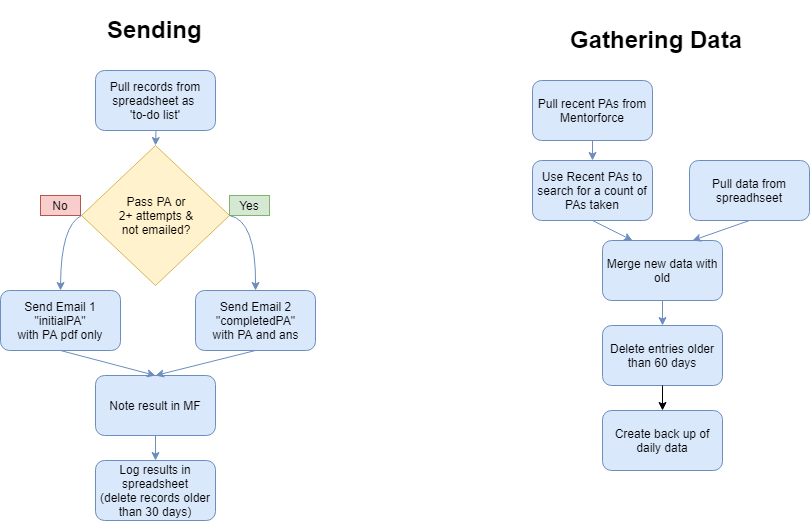 Sending
Pull records from
spreadsheet as
'to-do list'
Pass PA or
2+ attempts &
not emailed?
No
Yes
Send Email 1
"initialPA"
with PA pdf only
Send Email 2
"completedPA"
with PA and ans
Note result in MF
Log results in
spreadsheet
(delete records older
than 30 days)
Gathering Data
Pull recent PAs from
Mentorforce
Use Recent PAs to
search for a count of
PAs taken
Pull data from
spreadhseet
Merge new data with
old
Delete entries older
than 60 days
Create back up of
daily data